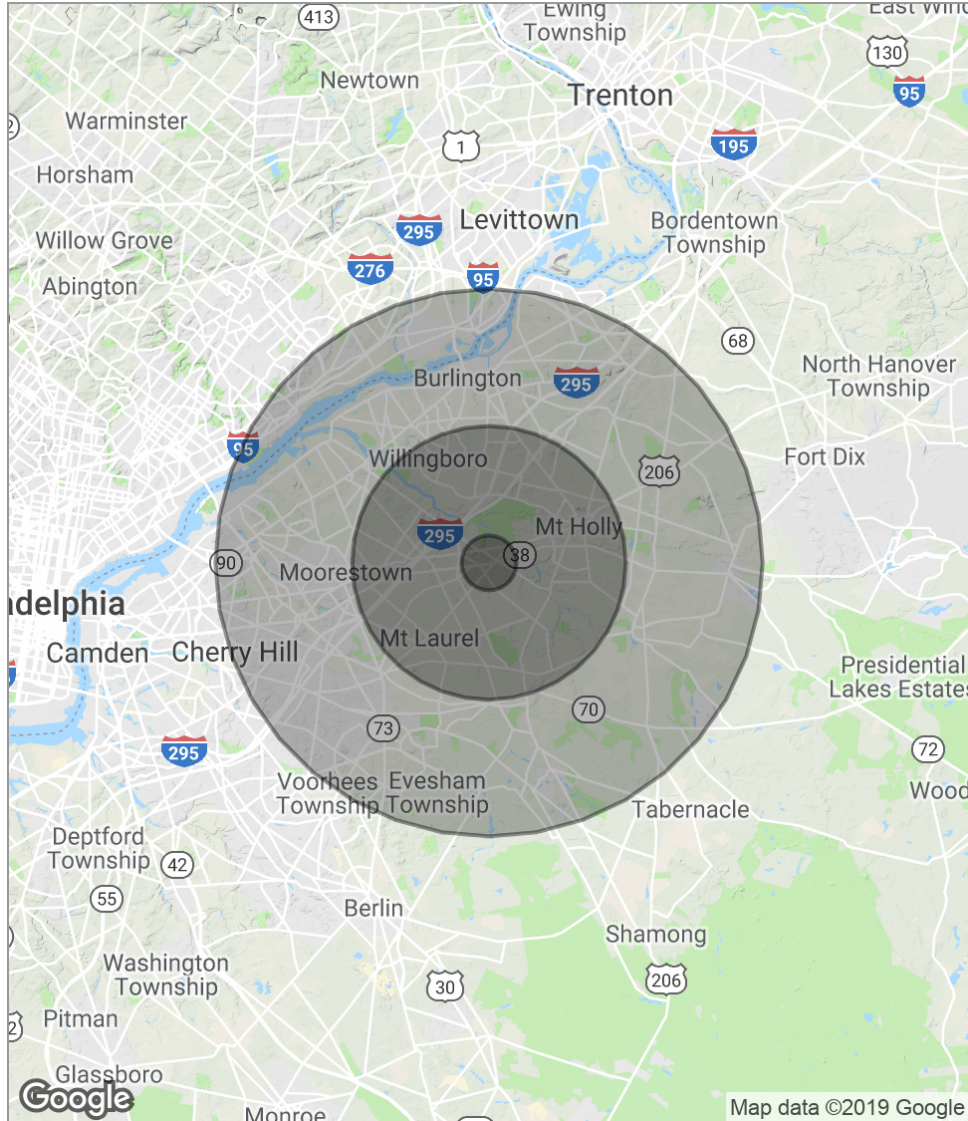 413
Ewing
Township
East Wind
130
Newtown
Trenton
95
Warminster
1
195
Horsham
Levittown
Bordentown
Township
295
Willow Grove
276
95
Abington
68
North Hanover
Township
Burlington
295
95
Willingboro
206
Fort Dix
295
Mt Holly
38
90
Moorestown
adelphia
Mt Laurel
Camden
Cherry Hill
Presidential
Lakes Estates
70
73
295
72
Voorhees
Township
Evesham
Township
Wood
Tabernacle
Deptford
Township
42
55
Berlin
Shamong
Washington
Township
30
206
Pitman
2
Glassboro
Google
Monroe
Map data ©2019 Google